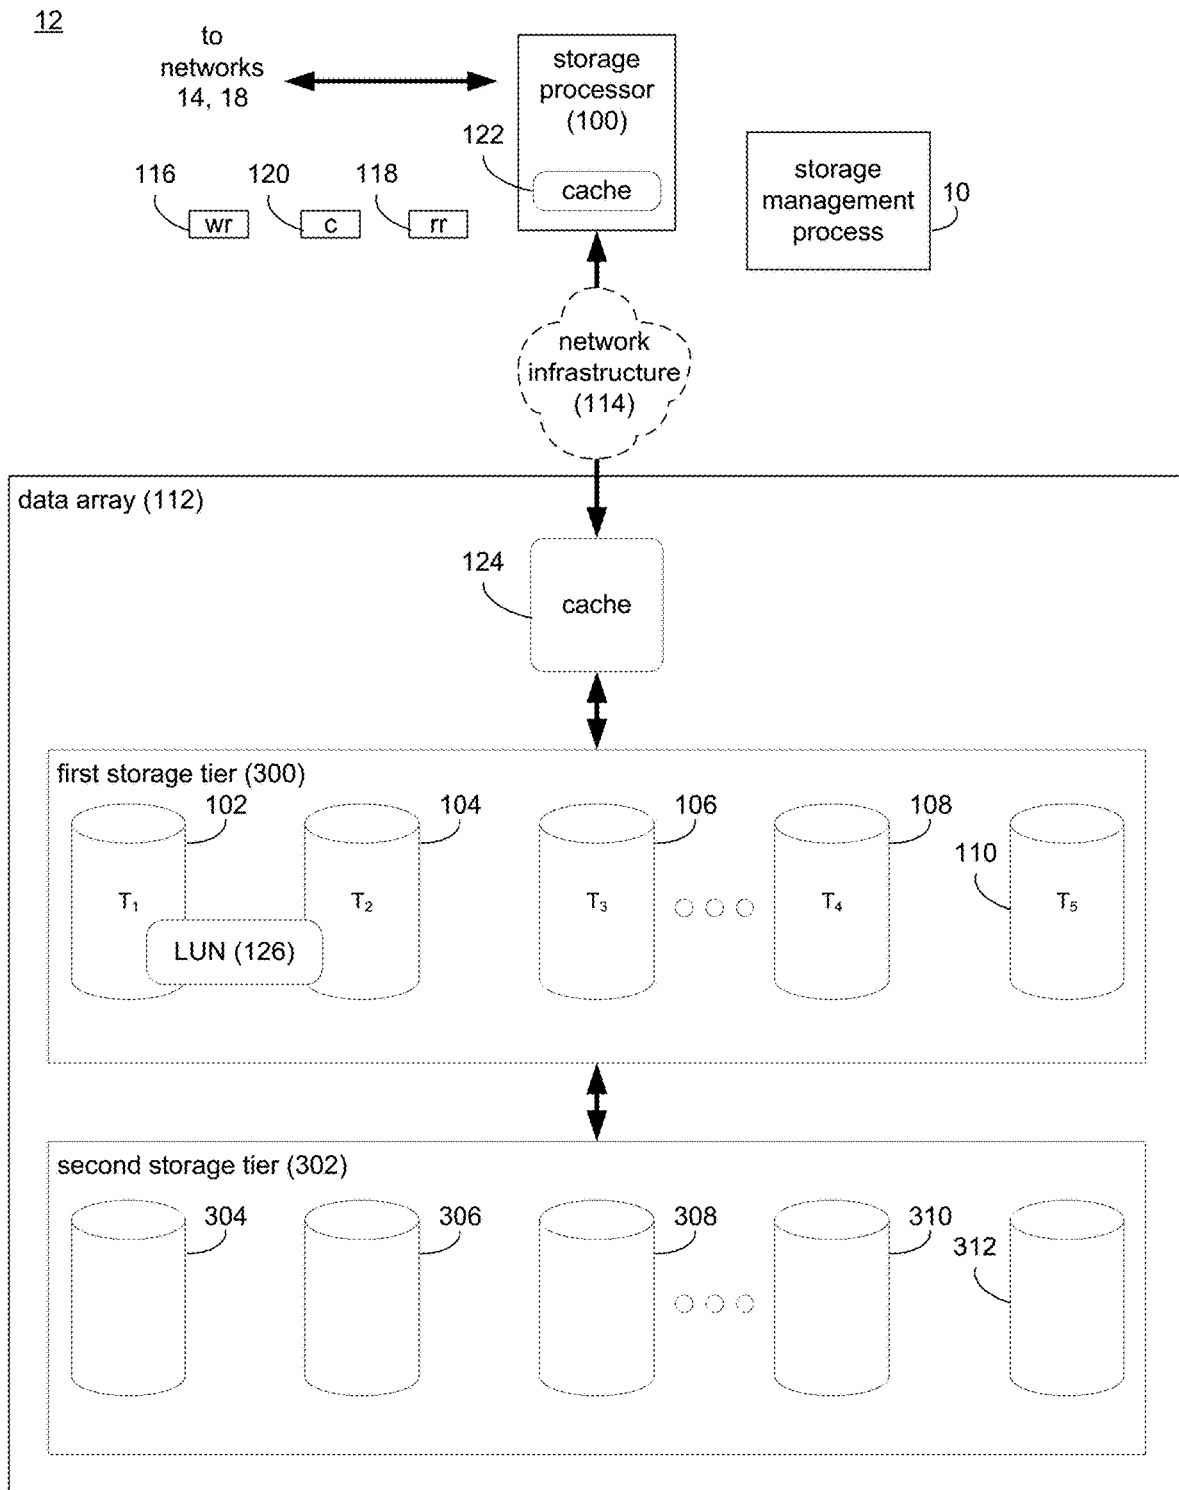 12
to
networks
14, 18
storage
processor
(100)
122
cache
116
120
118
wr
c
rr
storage
management
process
10
network
infrastructure
(114)
data array (112)
124
cache
first storage tier (300)
102
104
106
108
110
T₁
T₂
T₃
T₄
T₅
LUN (126)
second storage tier (302)
304
306
308
310
312